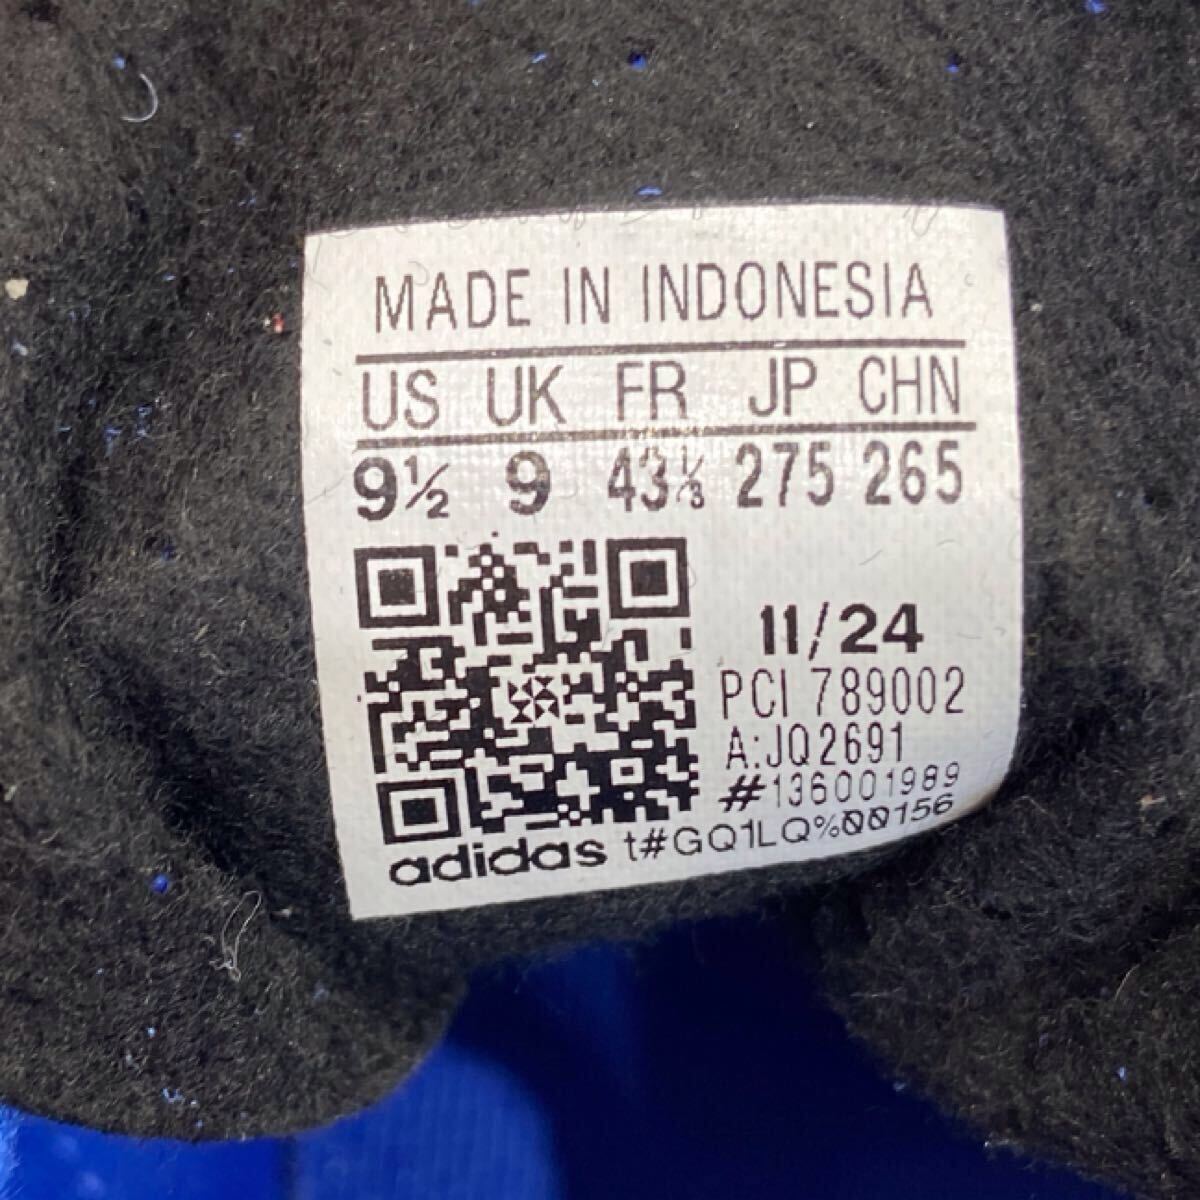 MADE IN INDONESIA
US UK FR JP CHN
9½ 9 43⅓ 275 265
11/24
PCI 789002
A:JQ2691
#136001989
adidas t#GQ1LQ%00156